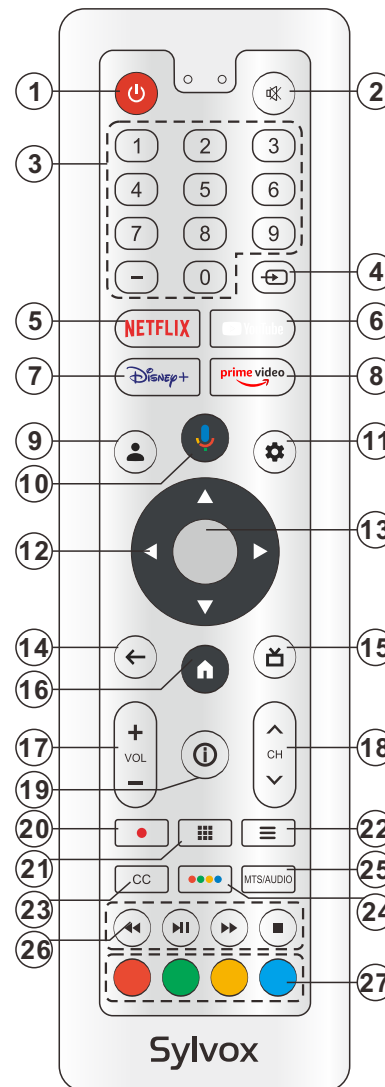 1
2
3
1 2 3
4 5 6
7 8 9
0
4
5
NETFLIX
YouTube
6
7
Disney+
prime video
8
9
10
11
12
13
14
15
16
17
+
VOL
−
CH
18
19
20
21
22
23
CC
MTS/AUDIO
25
24
26
27
Sylvox